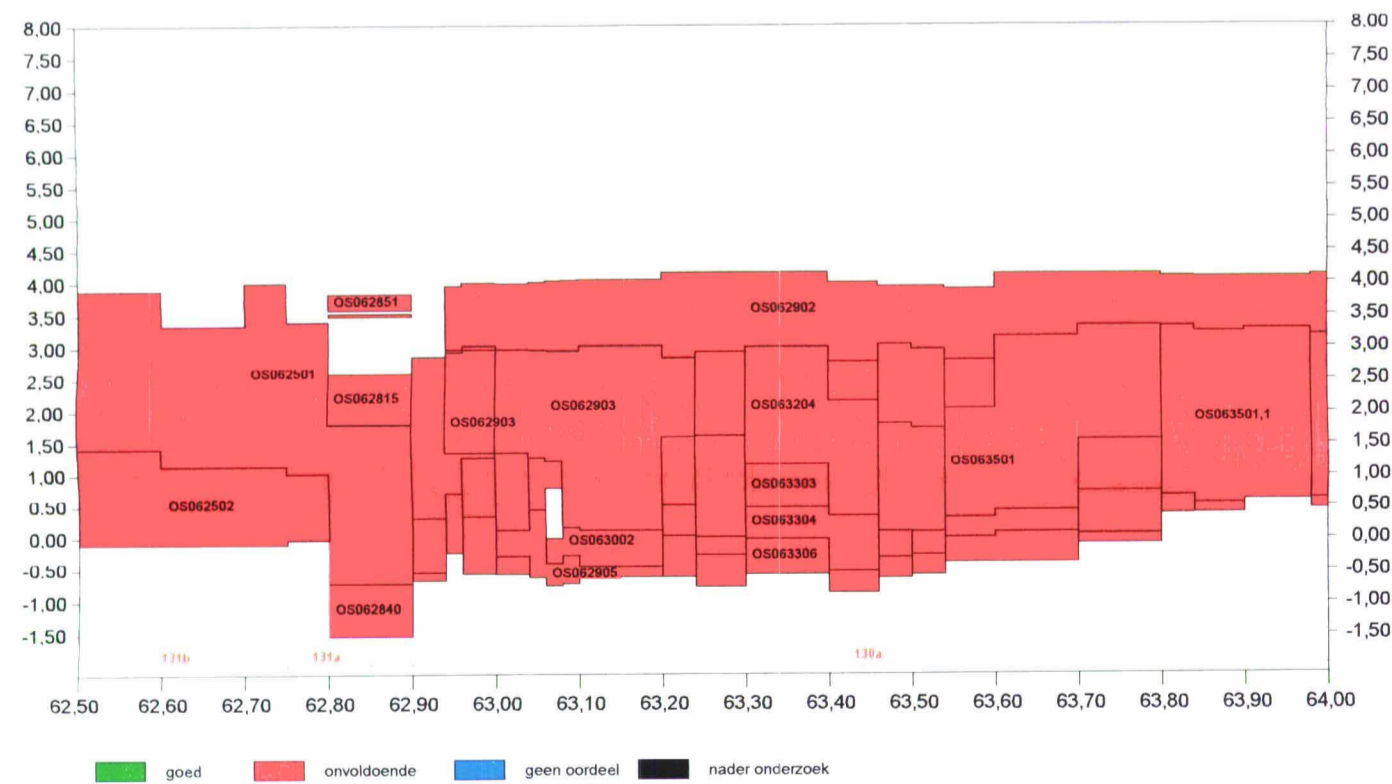 8,00 8,00
7,50 7,50
7,00 7,00
6,50 6,50
6,00 6,00
5,50 5,50
5,00 5,00
4,50 4,50
4,00 4,00
3,50 3,50
3,00 3,00
2,50 2,50
2,00 2,00
1,50 1,50
1,00 1,00
0,50 0,50
0,00 0,00
-0,50 -0,50
-1,00 -1,00
-1,50 -1,50
OS062851
OS062902
OS062501
OS062815
OS062903
OS062903
OS063204
OS063501,1
OS063501
OS063303
OS062502
OS063304
OS063002
OS063306
OS062905
OS062840
131b 131a 130a
62,50 62,60 62,70 62,80 62,90 63,00 63,10 63,20 63,30 63,40 63,50 63,60 63,70 63,80 63,90 64,00
goed onvoldoende geen oordeel nader onderzoek